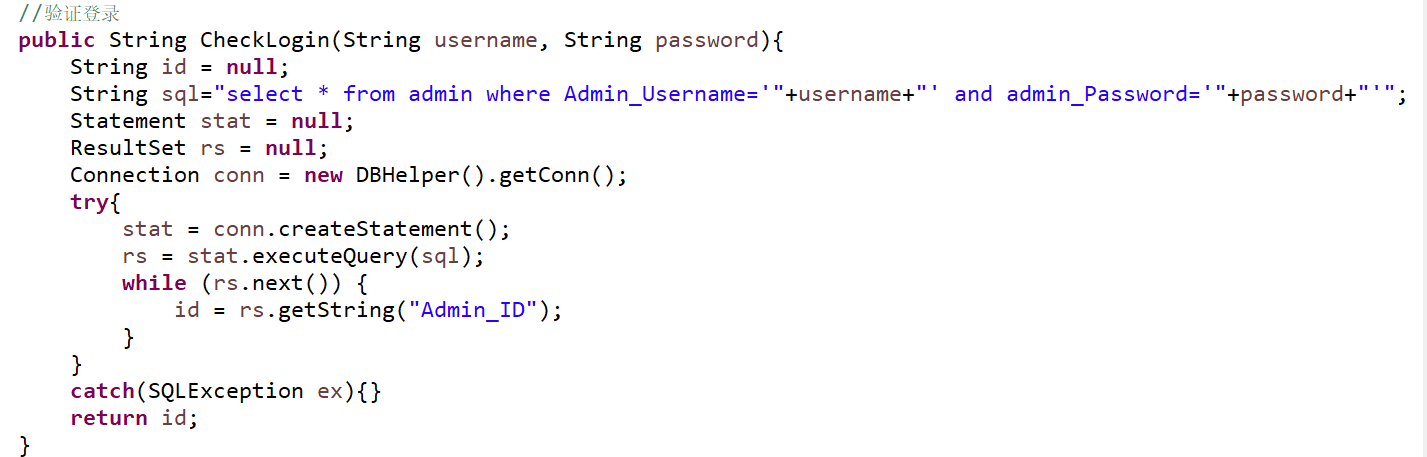 //验证登录
public String CheckLogin(String username, String password){
    String id = null;
    String sql="select * from admin where Admin_Username='"+username+"' and admin_Password='"+password+"'";
    Statement stat = null;
    ResultSet rs = null;
    Connection conn = new DBHelper().getConn();
    try{
        stat = conn.createStatement();
        rs = stat.executeQuery(sql);
        while (rs.next()) {
            id = rs.getString("Admin_ID");
        }
    }
    catch(SQLException ex){}
    return id;
}